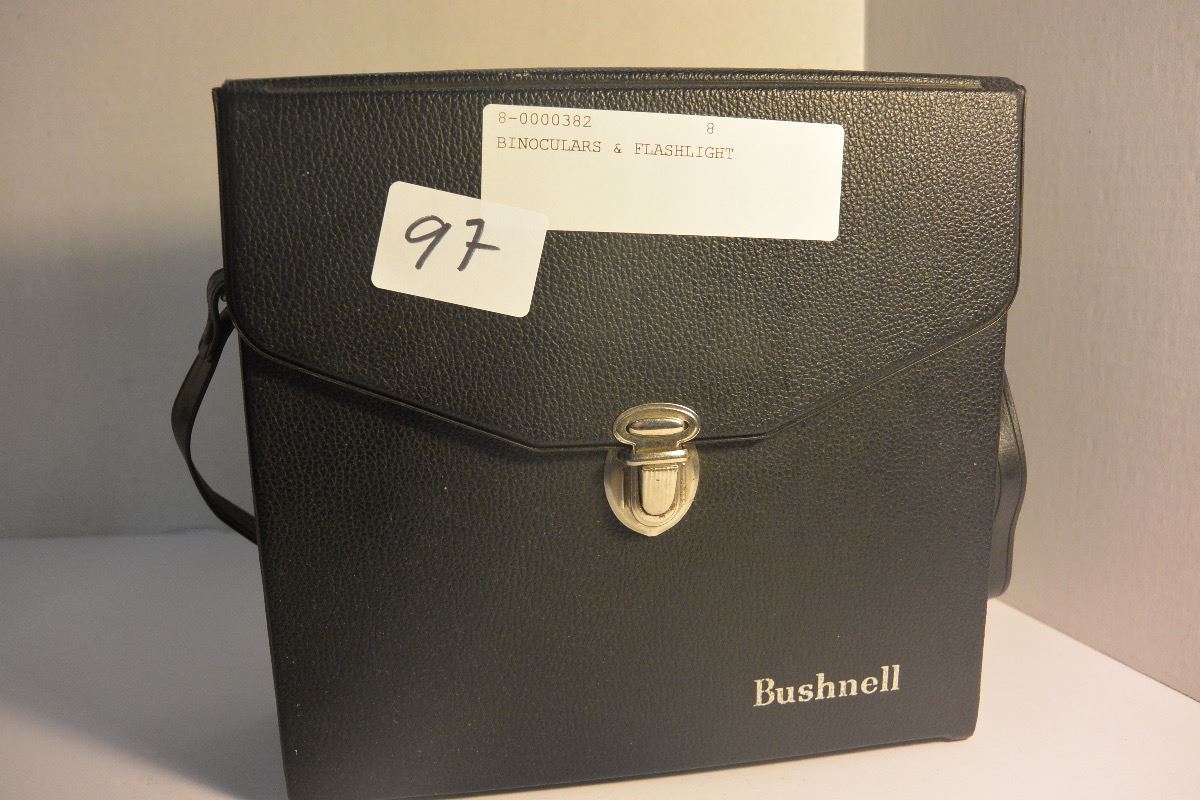 8-0000382 8
BINOCULARS & FLASHLIGHT
97
Bushnell